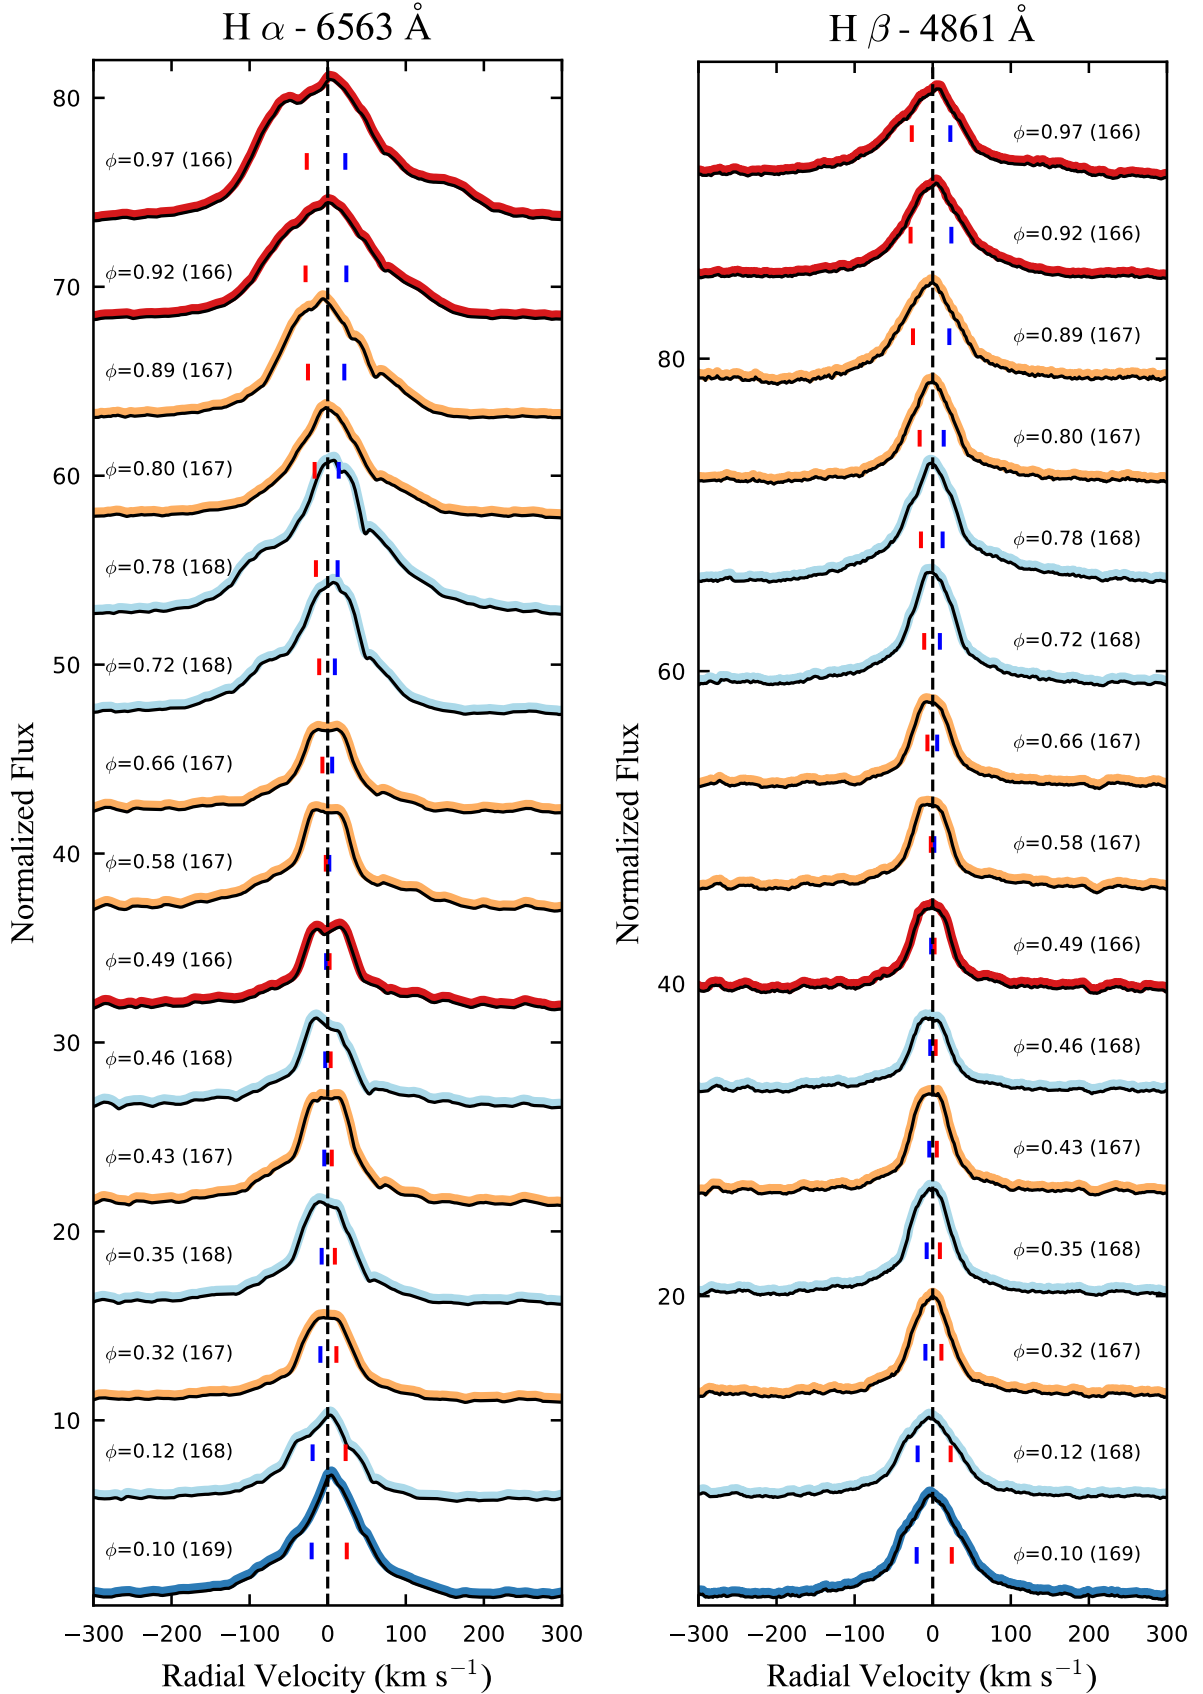 H α - 6563 Å
80
ϕ=0.97 (166)
ϕ=0.92 (166)
70
ϕ=0.89 (167)
ϕ=0.80 (167)
60
ϕ=0.78 (168)
ϕ=0.72 (168)
50
ϕ=0.66 (167)
ϕ=0.58 (167)
40
ϕ=0.49 (166)
30
ϕ=0.46 (168)
ϕ=0.43 (167)
20
ϕ=0.35 (168)
ϕ=0.32 (167)
10
ϕ=0.12 (168)
ϕ=0.10 (169)
Normalized Flux
−300 −200 −100 0 100 200 300
Radial Velocity (km s⁻¹)
H β - 4861 Å
ϕ=0.97 (166)
ϕ=0.92 (166)
80
ϕ=0.89 (167)
ϕ=0.80 (167)
ϕ=0.78 (168)
60
ϕ=0.72 (168)
ϕ=0.66 (167)
ϕ=0.58 (167)
40
ϕ=0.49 (166)
ϕ=0.46 (168)
ϕ=0.43 (167)
ϕ=0.35 (168)
20
ϕ=0.32 (167)
ϕ=0.12 (168)
ϕ=0.10 (169)
Normalized Flux
−300 −200 −100 0 100 200 300
Radial Velocity (km s⁻¹)